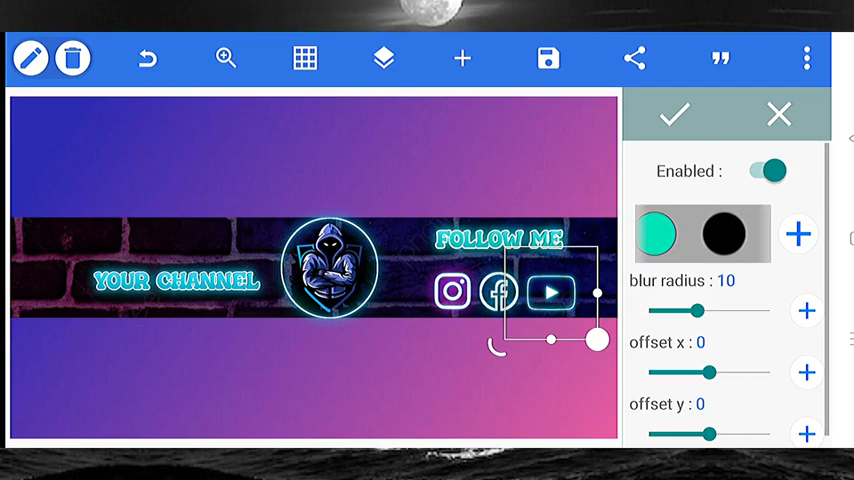 Enabled :
FOLLOW ME
YOUR CHANNEL
blur radius : 10
offset x : 0
offset y : 0